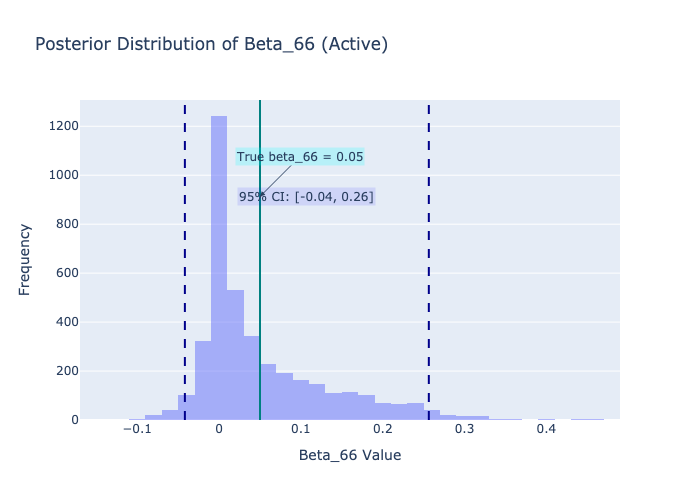 Posterior Distribution of Beta_66 (Active)
1200
1000
800
600
400
200
0
Frequency
True beta_66 = 0.05
95% CI: [-0.04, 0.26]
−0.1
0
0.1
0.2
0.3
0.4
Beta_66 Value